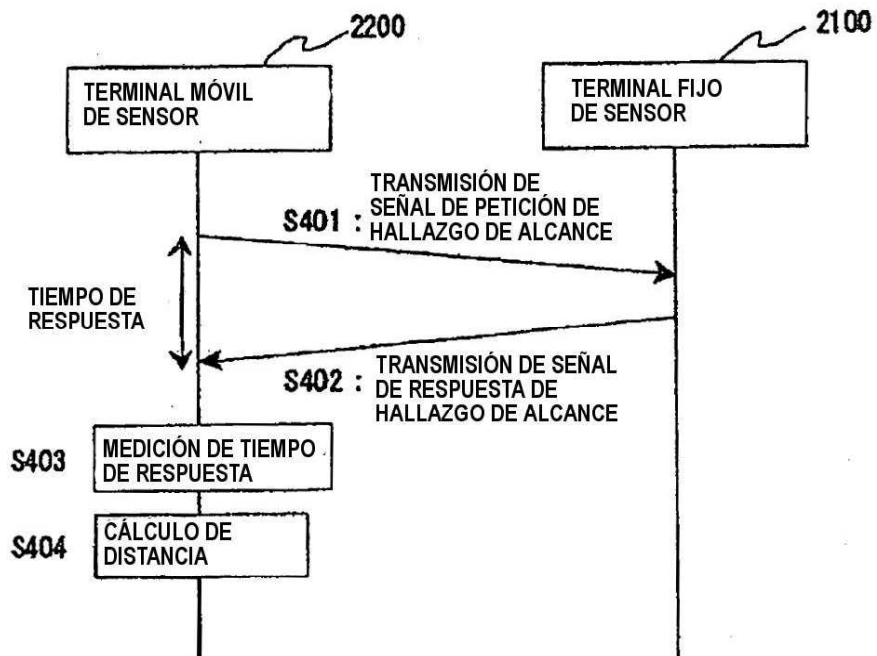 2200
2100
TERMINAL MÓVIL
DE SENSOR
TERMINAL FIJO
DE SENSOR
S401 :
TRANSMISIÓN DE
SEÑAL DE PETICIÓN DE
HALLAZGO DE ALCANCE
TIEMPO DE
RESPUESTA
S402 :
TRANSMISIÓN DE SEÑAL
DE RESPUESTA DE
HALLAZGO DE ALCANCE
S403
MEDICIÓN DE TIEMPO
DE RESPUESTA
S404
CÁLCULO DE
DISTANCIA